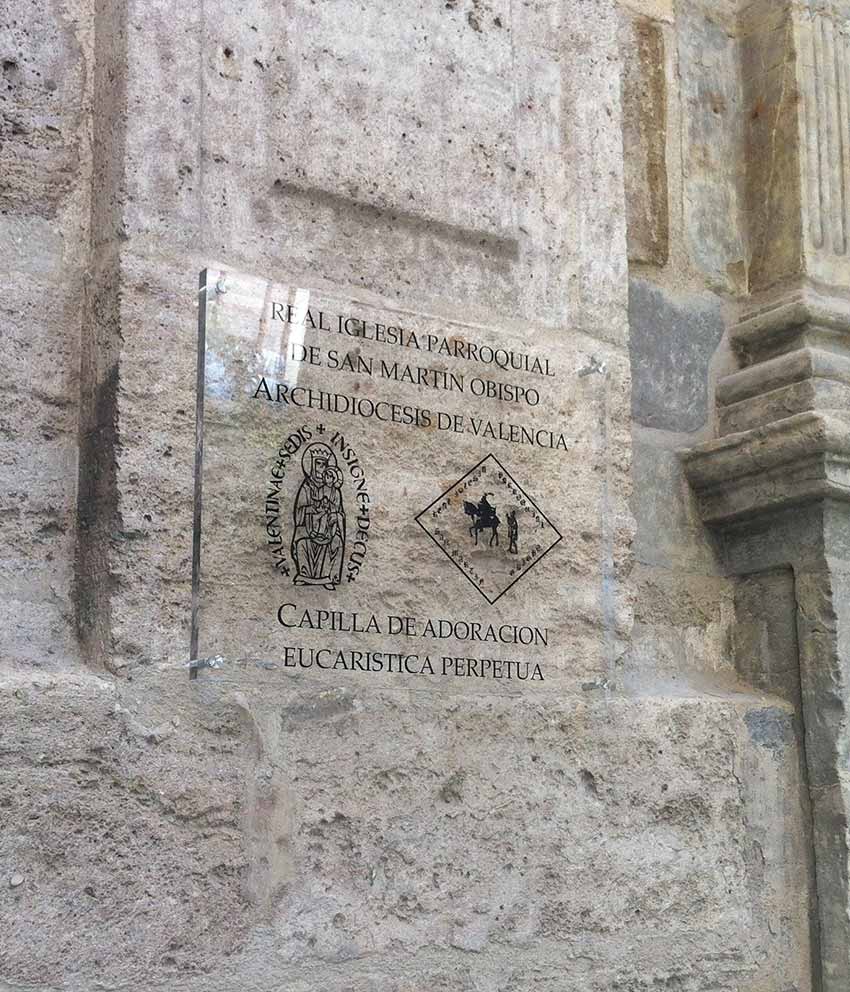 REAL IGLESIA PARROQUIAL
DE SAN MARTIN OBISPO
ARCHIDIOCESIS DE VALENCIA
+VALENTINAE+SEDIS+INSIGNE+DECUS+
CAPILLA DE ADORACION
EUCARISTICA PERPETUA